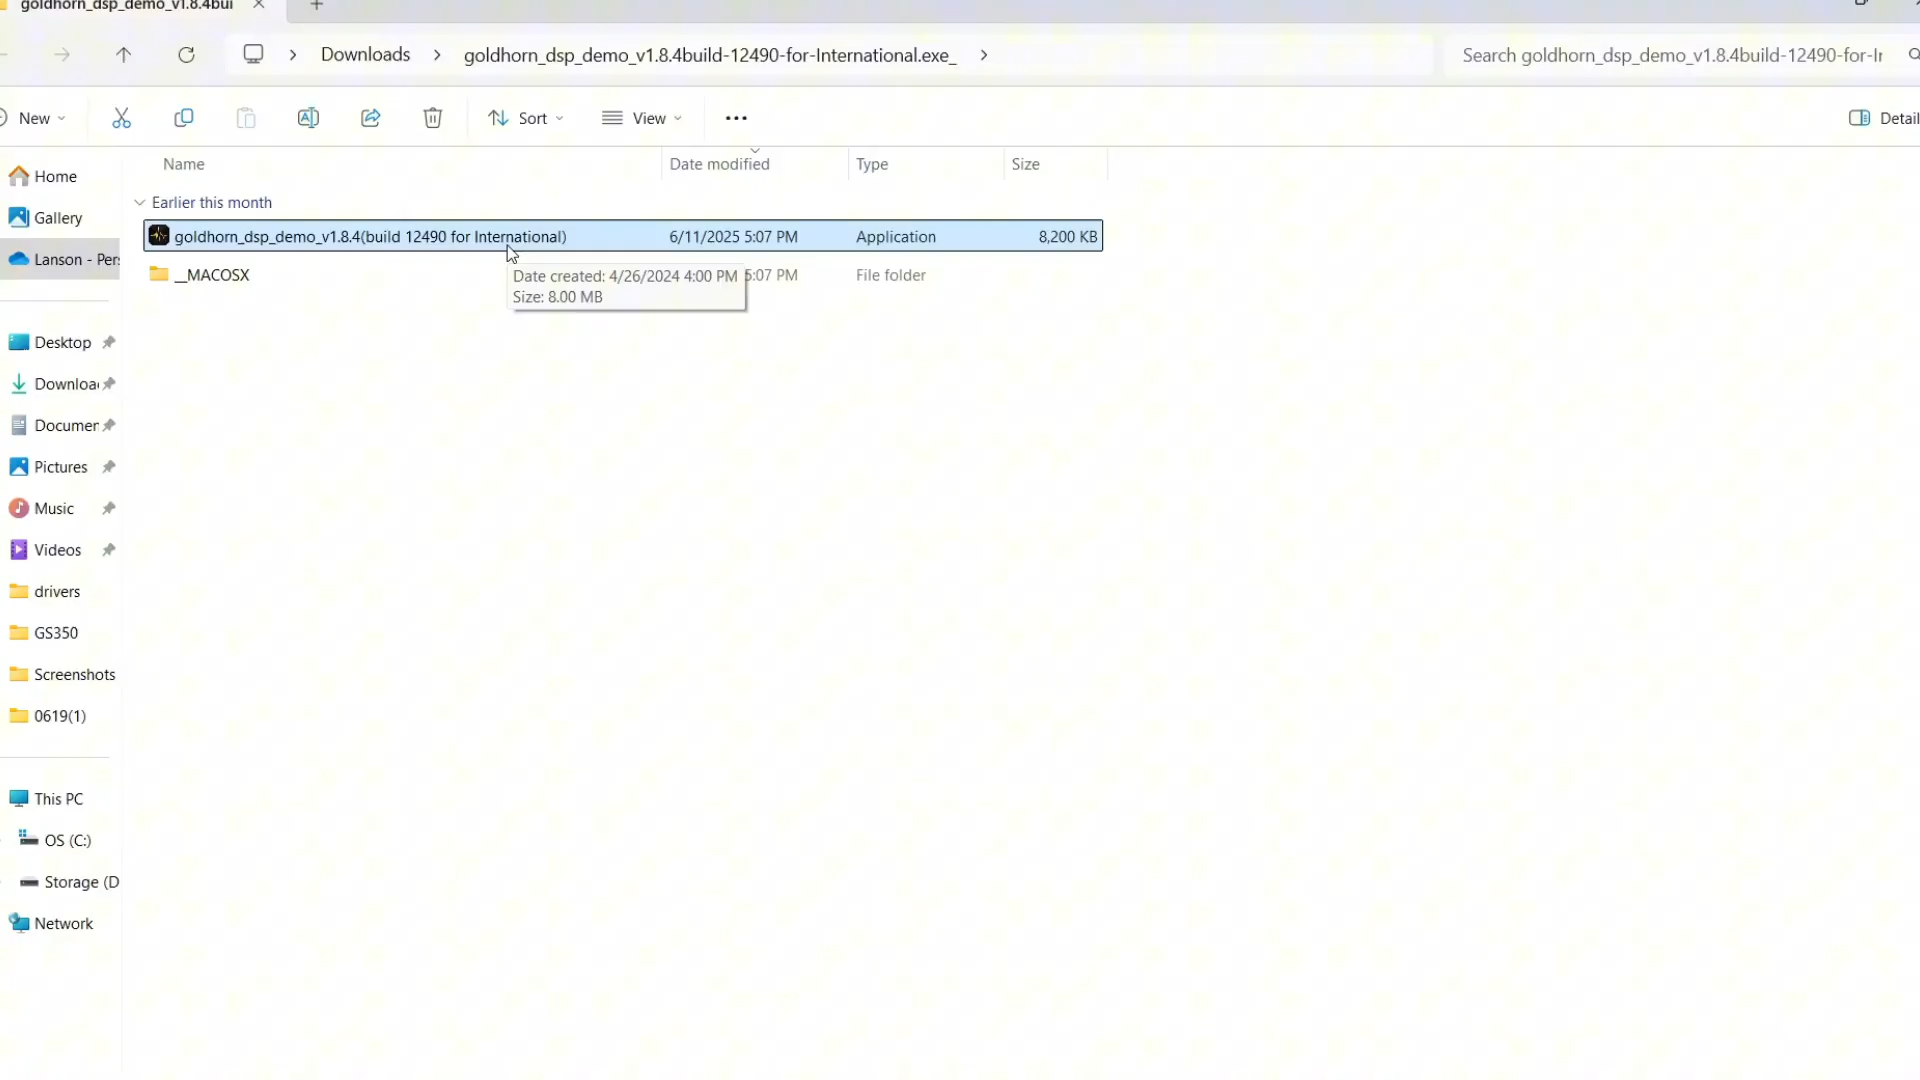 goldhorn_dsp_demo_v1.8.4bui
Downloads
goldhorn_dsp_demo_v1.8.4build-12490-for-International.exe_
Search goldhorn_dsp_demo_v1.8.4build-12490-for-Ir
New
Sort
View
Detail
Name
Date modified
Type
Size
Earlier this month
goldhorn_dsp_demo_v1.8.4(build 12490 for International)
6/11/2025 5:07 PM
Application
8,200 KB
__MACOSX
5:07 PM
File folder
Date created: 4/26/2024 4:00 PM
Size: 8.00 MB
Home
Gallery
Lanson - Pers
Desktop
Downloa
Documen
Pictures
Music
Videos
drivers
GS350
Screenshots
0619(1)
This PC
OS (C:)
Storage (D
Network